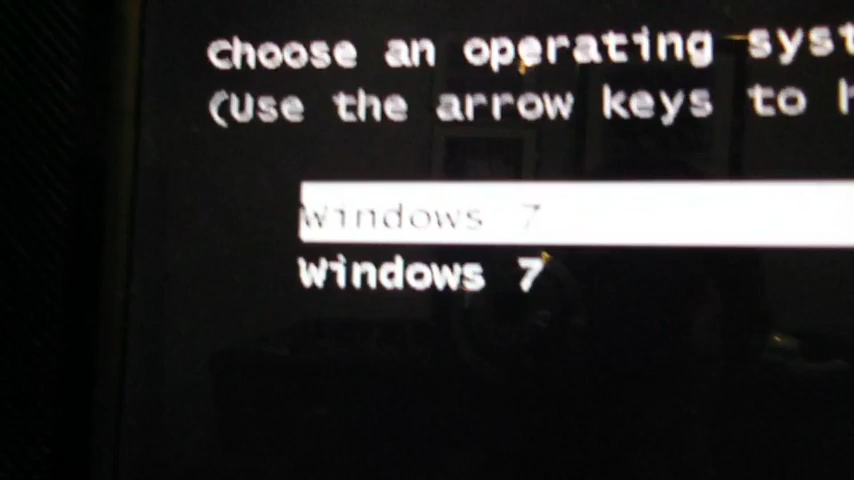 Choose an operating
(Use the arrow keys to
Windows 7
Windows 7